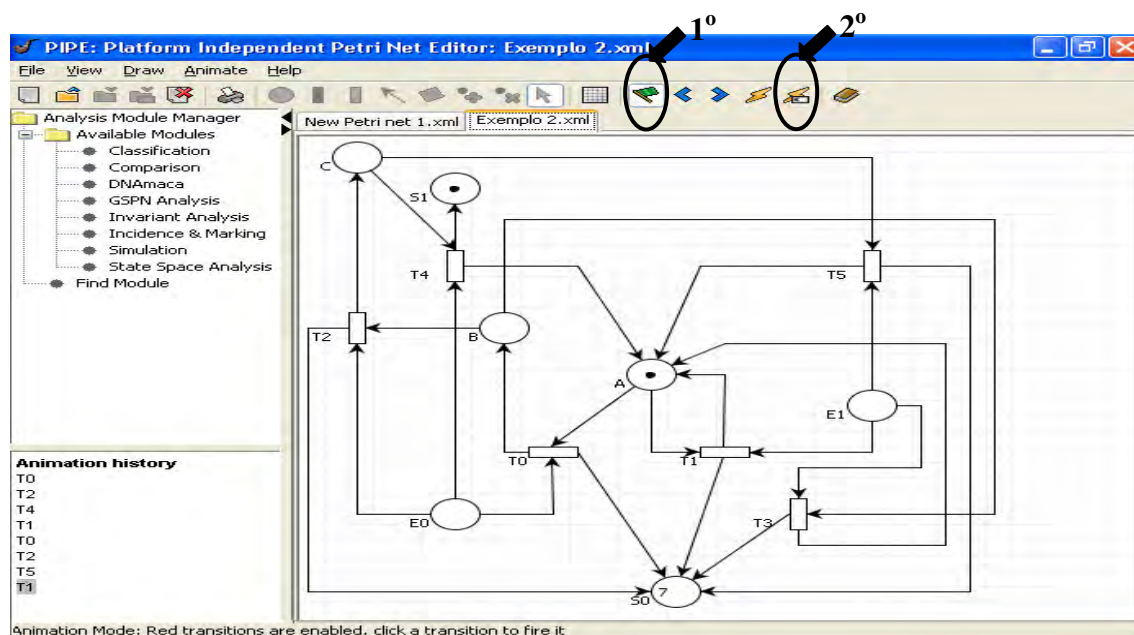 1º 2º
PIPE: Platform Independent Petri Net Editor: Exemplo 2.xml
File View Draw Animate Help
Analysis Module Manager
Available Modules
Classification
Comparison
DNAmaca
GSPN Analysis
Invariant Analysis
Incidence & Marking
Simulation
State Space Analysis
Find Module
New Petri net 1.xml Exemplo 2.xml
C
S1
T4
T5
T2
B
A
E1
T0
T1
E0
T3
S0
7
Animation history
T0
T2
T4
T1
T0
T2
T5
T1
Animation Mode: Red transitions are enabled, click a transition to fire it